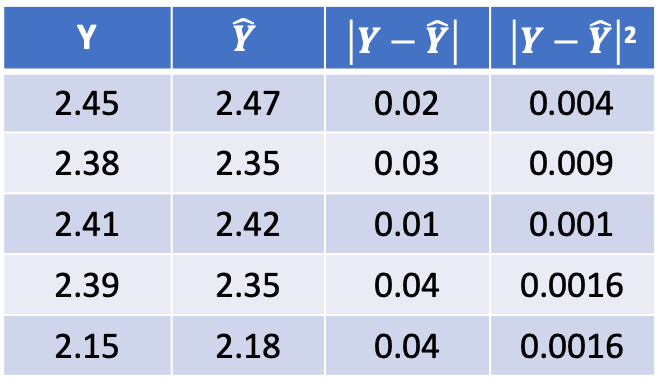 Y Ŷ |Y − Ŷ| |Y − Ŷ|²
2.45 2.47 0.02 0.004
2.38 2.35 0.03 0.009
2.41 2.42 0.01 0.001
2.39 2.35 0.04 0.0016
2.15 2.18 0.04 0.0016